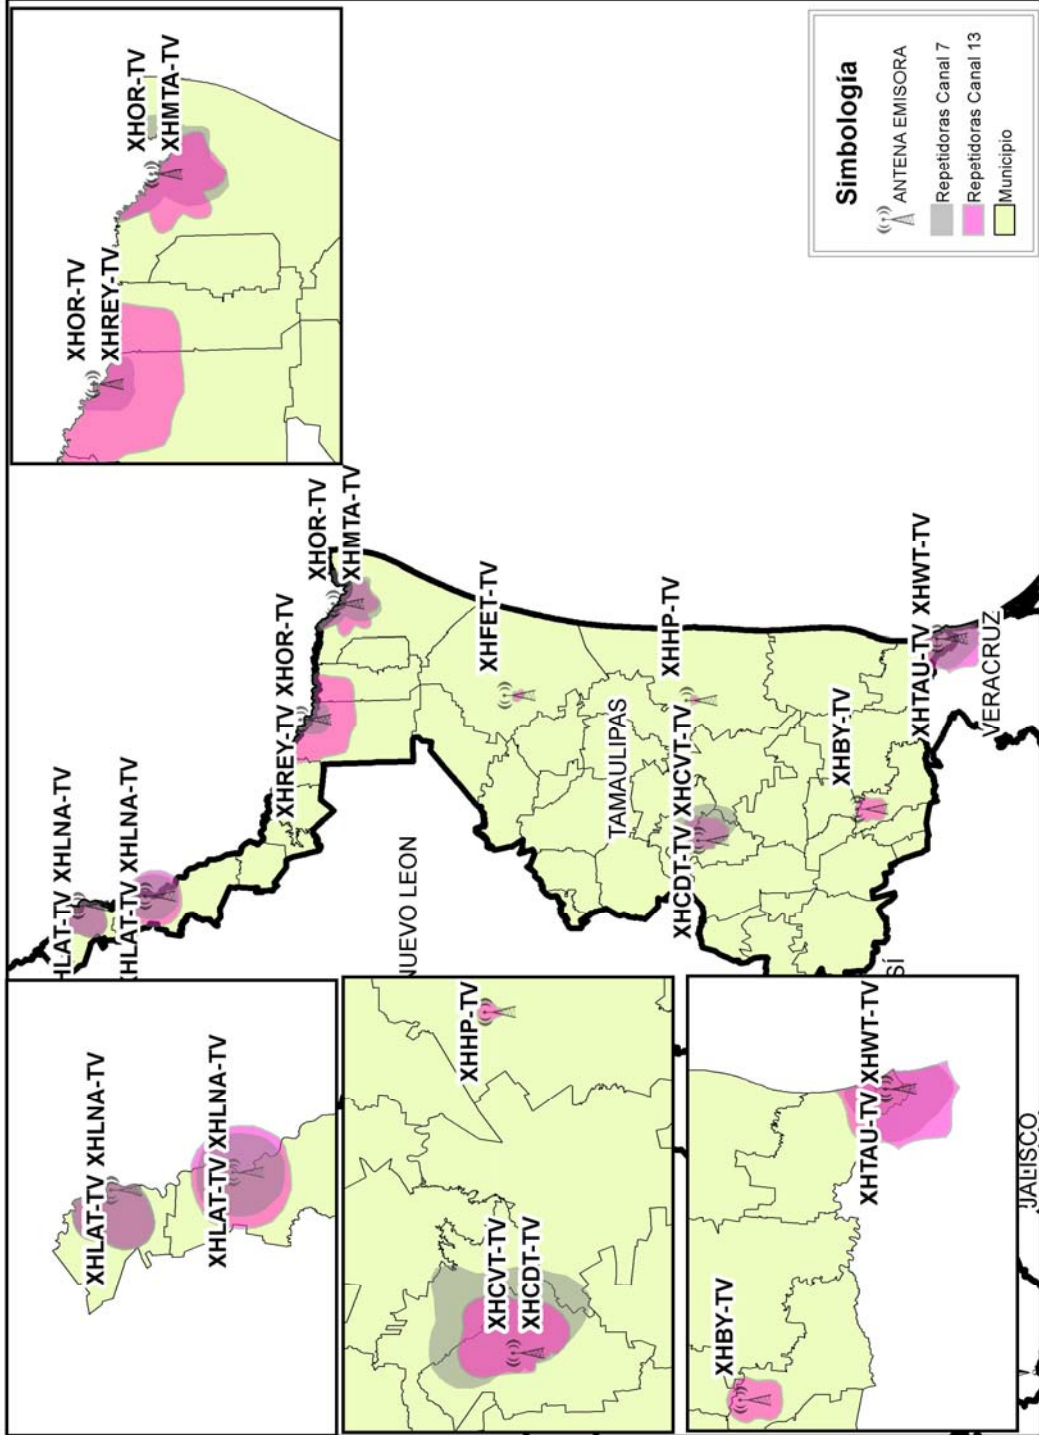 XHOR-TV
XHMTA-TV
XHOR-TV
XHREY-TV
Simbología
ANTENA EMISORA
Repetidoras Canal 7
Repetidoras Canal 13
Municipio
XHOR-TV
XHMTA-TV
XHREY-TV XHOR-TV
HLAT-TV XHLNA-TV
XHLAT-TV XHLNA-TV
XHFET-TV
XHHP-TV
NUEVO LEON
TAMAULIPAS
XHCDT-TV XHCVT-TV
XHBY-TV
XHTAU-TV XHWT-TV
VERACRUZ
SÍ
XHLAT-TV XHLNA-TV
XHLAT-TV XHLNA-TV
XHHP-TV
XHCVT-TV
XHCDT-TV
XHTAU-TV XHWT-TV
XHBY-TV
JALISCO